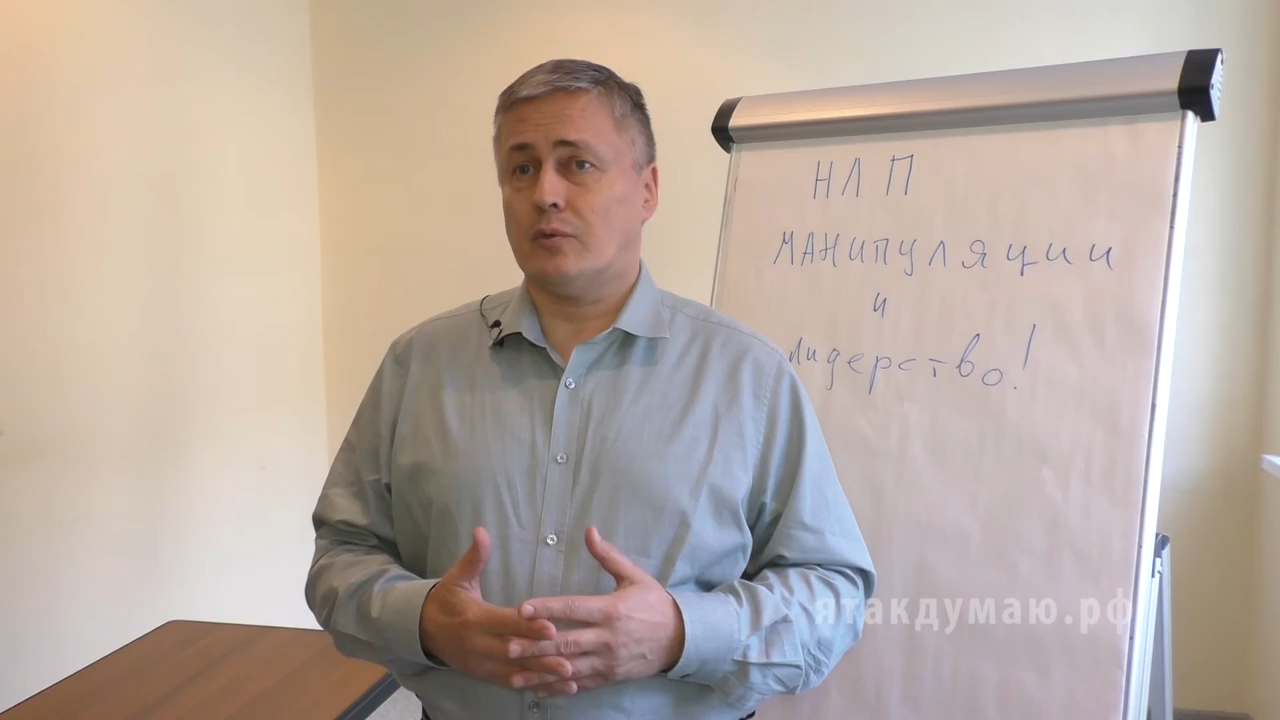 НЛП
МАНИПУЛЯЦИИ
и
лидерство!
ятакдумаю.рф